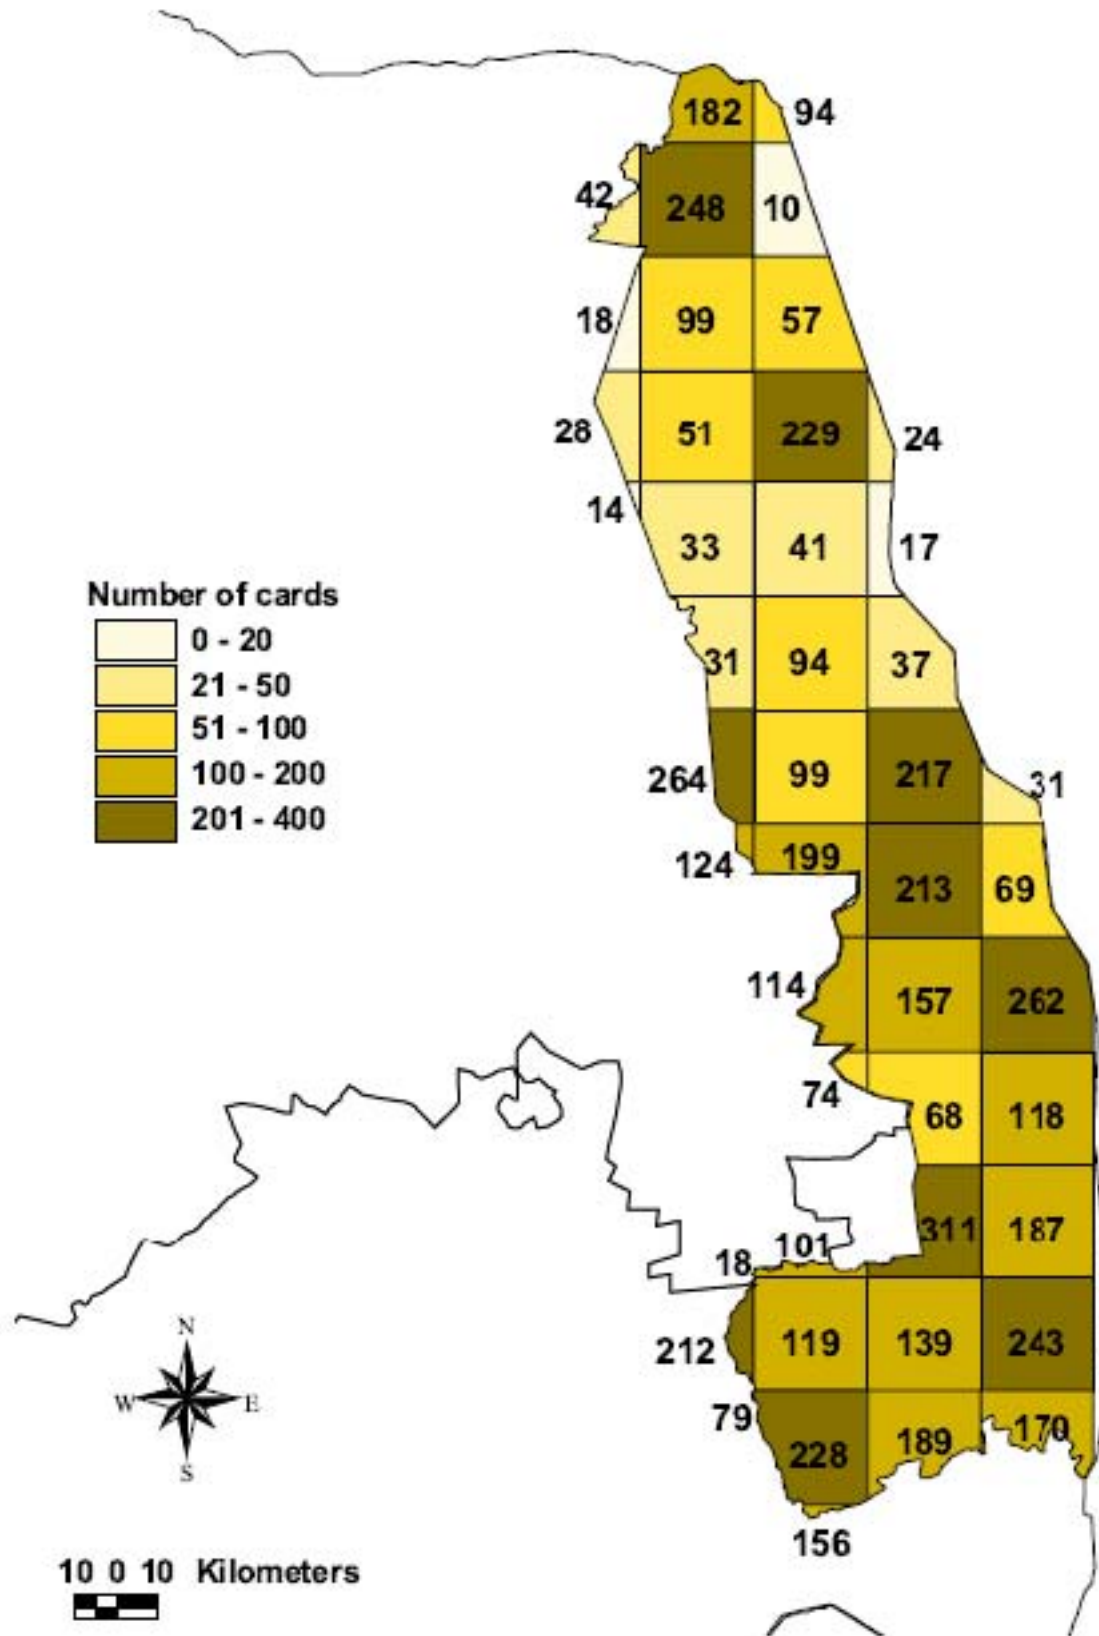 182 94
42 248 10
18 99 57
28 51 229 24
14 33 41 17
Number of cards
0 - 20
21 - 50
51 - 100
100 - 200
201 - 400
31 94 37
264 99 217 31
124 199 213 69
114 157 262
74 68 118
18 101 311 187
212 119 139 243
79 228 189 170
156
N
W E
S
10 0 10 Kilometers